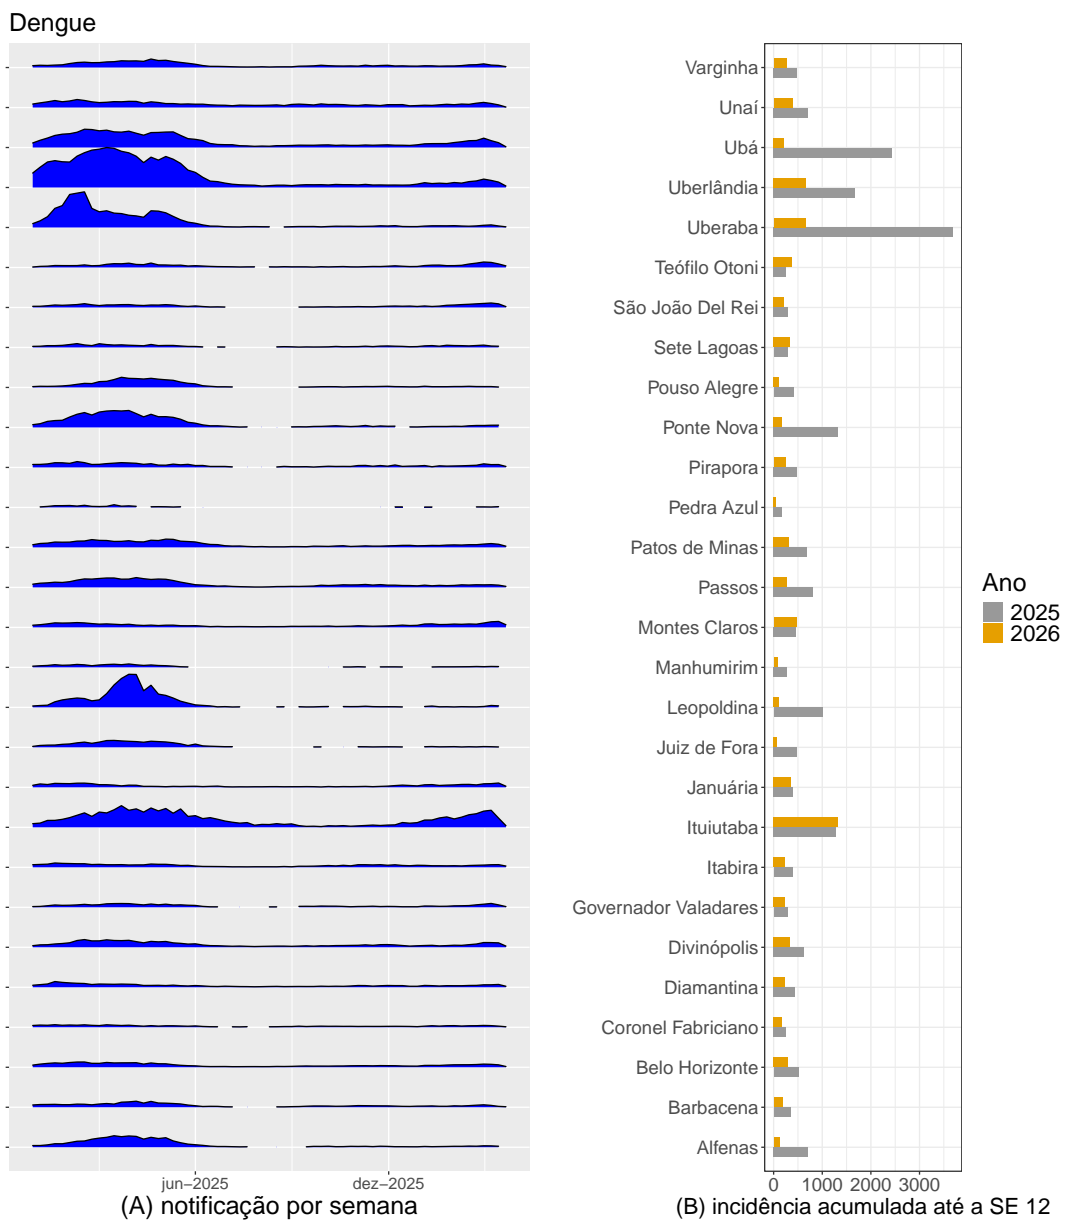 Dengue
Varginha
Unaí
Ubá
Uberlândia
Uberaba
Teófilo Otoni
São João Del Rei
Sete Lagoas
Pouso Alegre
Ponte Nova
Pirapora
Pedra Azul
Patos de Minas
Passos
Montes Claros
Manhumirim
Leopoldina
Juiz de Fora
Januária
Ituiutaba
Itabira
Governador Valadares
Divinópolis
Diamantina
Coronel Fabriciano
Belo Horizonte
Barbacena
Alfenas
Ano
2025
2026
jun–2025 dez–2025
0 1000 2000 3000
(A) notificação por semana
(B) incidência acumulada até a SE 12